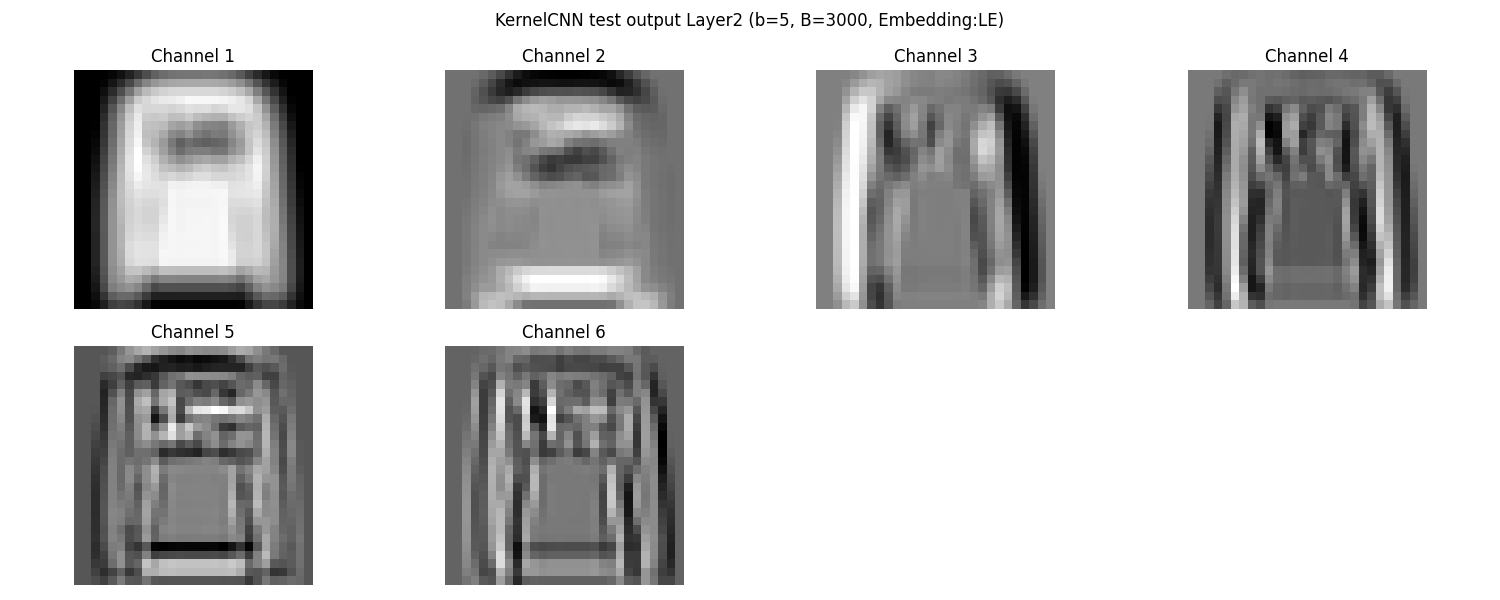 KernelCNN test output Layer2 (b=5, B=3000, Embedding:LE)
Channel 1
Channel 2
Channel 3
Channel 4
Channel 5
Channel 6